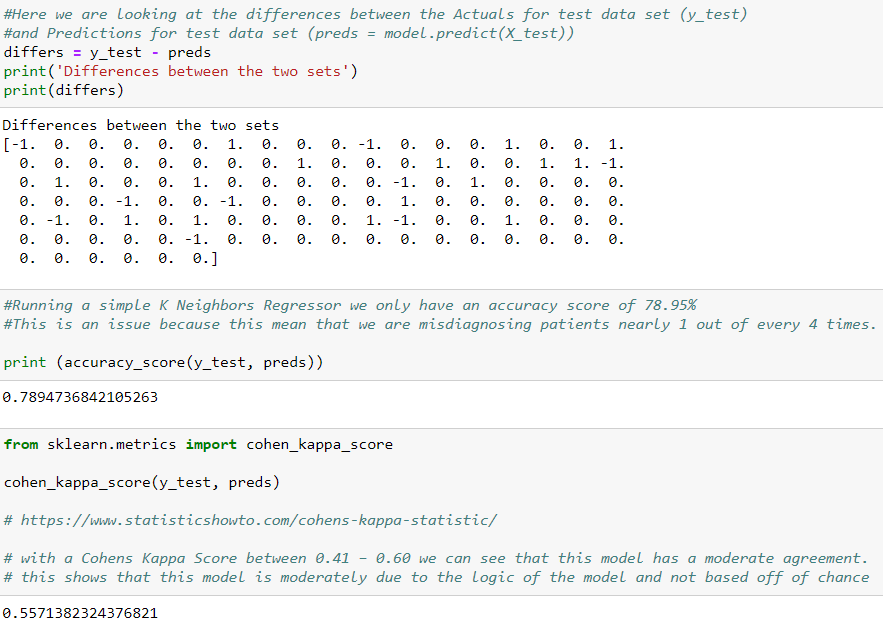 #Here we are looking at the differences between the Actuals for test data set (y_test)
#and Predictions for test data set (preds = model.predict(X_test))
differs = y_test - preds
print('Differences between the two sets')
print(differs)
Differences between the two sets
[-1.  0.  0.  0.  0.  0.  1.  0.  0.  0. -1.  0.  0.  0.  1.  0.  0.  1.
  0.  0.  0.  0.  0.  0.  0.  0.  1.  0.  0.  0.  1.  0.  0.  1.  1. -1.
  0.  1.  0.  0.  0.  1.  0.  0.  0.  0.  0. -1.  0.  1.  0.  0.  0.  0.
  0.  0.  0. -1.  0.  0. -1.  0.  0.  0.  0.  1.  0.  0.  0.  0.  0.  0.
  0. -1.  0.  1.  0.  1.  0.  0.  0.  0.  1. -1.  0.  0.  1.  0.  0.  0.
  0.  0.  0.  0.  0. -1.  0.  0.  0.  0.  0.  0.  0.  0.  0.  0.  0.  0.
  0.  0.  0.  0.  0.  0.]
#Running a simple K Neighbors Regressor we only have an accuracy score of 78.95%
#This is an issue because this mean that we are misdiagnosing patients nearly 1 out of every 4 times.
print (accuracy_score(y_test, preds))
0.7894736842105263
from sklearn.metrics import cohen_kappa_score
cohen_kappa_score(y_test, preds)
# https://www.statisticshowto.com/cohens-kappa-statistic/
# with a Cohens Kappa Score between 0.41 – 0.60 we can see that this model has a moderate agreement.
# this shows that this model is moderately due to the logic of the model and not based off of chance
0.5571382324376821